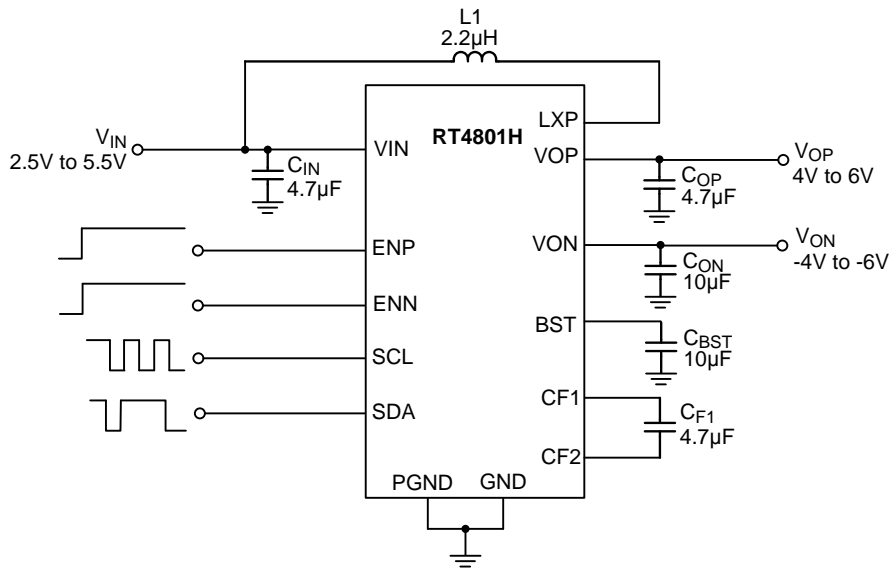 L1
2.2µH
RT4801H
LXP
VIN
2.5V to 5.5V
VIN
CIN
4.7µF
VOP
COP
4.7µF
VOP
4V to 6V
ENP
VON
CON
10µF
VON
-4V to -6V
ENN
BST
CBST
10µF
SCL
SDA
CF1
CF1
4.7µF
CF2
PGND
GND